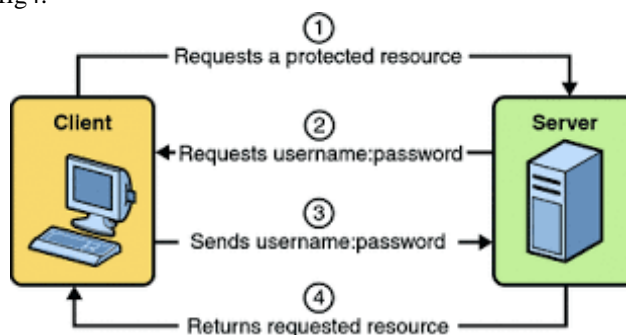 ①
Requests a protected resource
Client
Server
②
Requests username:password
③
Sends username:password
④
Returns requested resource